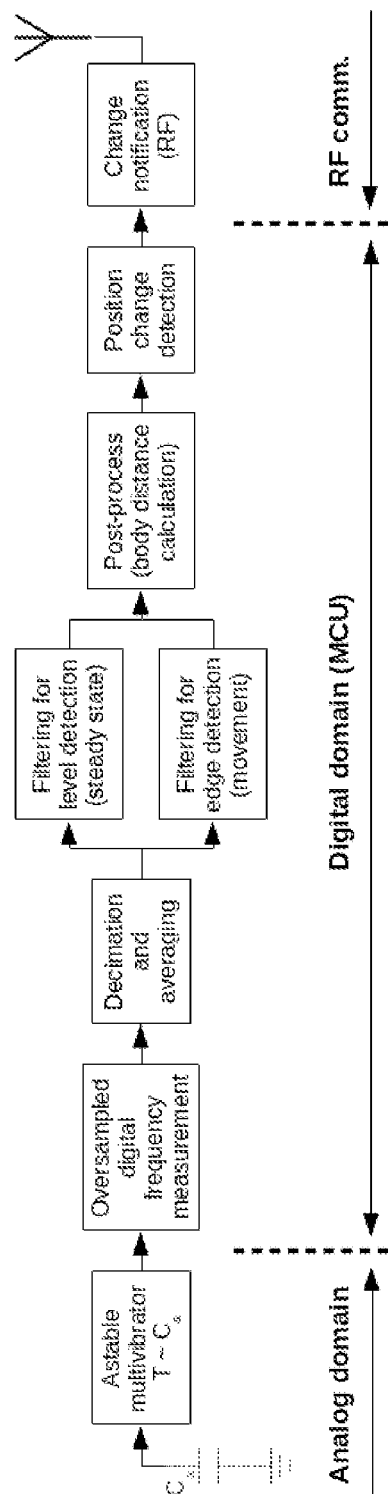 C_a
Astable
multivibrator
T ~ C_a
Oversampled
digital
frequency
measurement
Decimation
and
averaging
Filtering for
level detection
(steady state)
Filtering for
edge detection
(movement)
Post-process
(body distance
calculation)
Position
change
detection
Change
notification
(RF)
Analog domain
Digital domain (MCU)
RF comm.